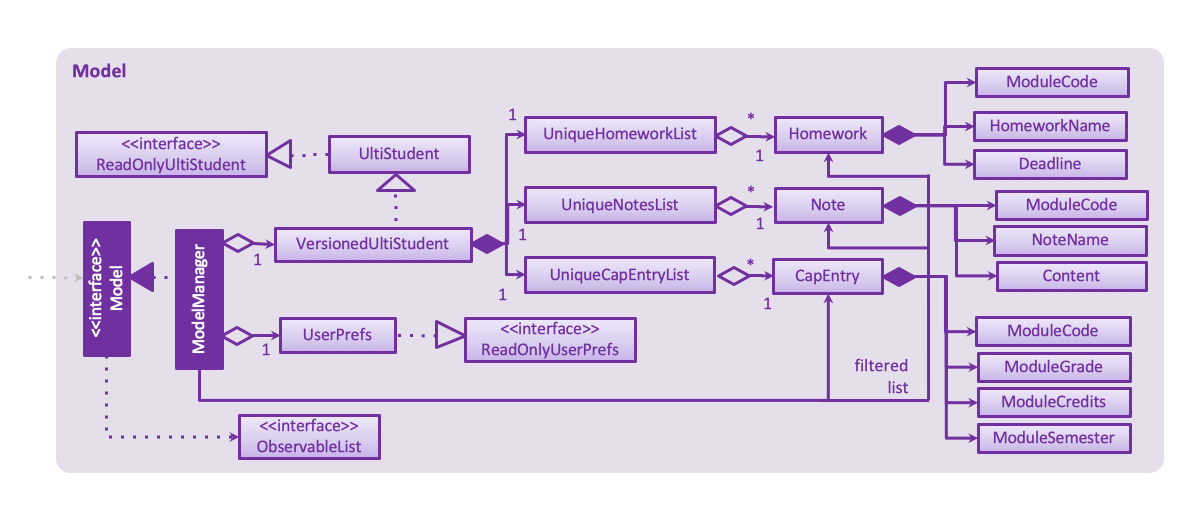 Model
ModuleCode
1
UniqueHomeworkList
*
1
Homework
HomeworkName
<<interface>>
ReadOnlyUltiStudent
UltiStudent
Deadline
UniqueNotesList
*
1
Note
ModuleCode
<<interface>>
Model
ModelManager
1
VersionedUltiStudent
1
NoteName
UniqueCapEntryList
1
*
1
CapEntry
Content
1
UserPrefs
<<interface>>
ReadOnlyUserPrefs
ModuleCode
filtered
list
ModuleGrade
ModuleCredits
<<interface>>
ObservableList
ModuleSemester